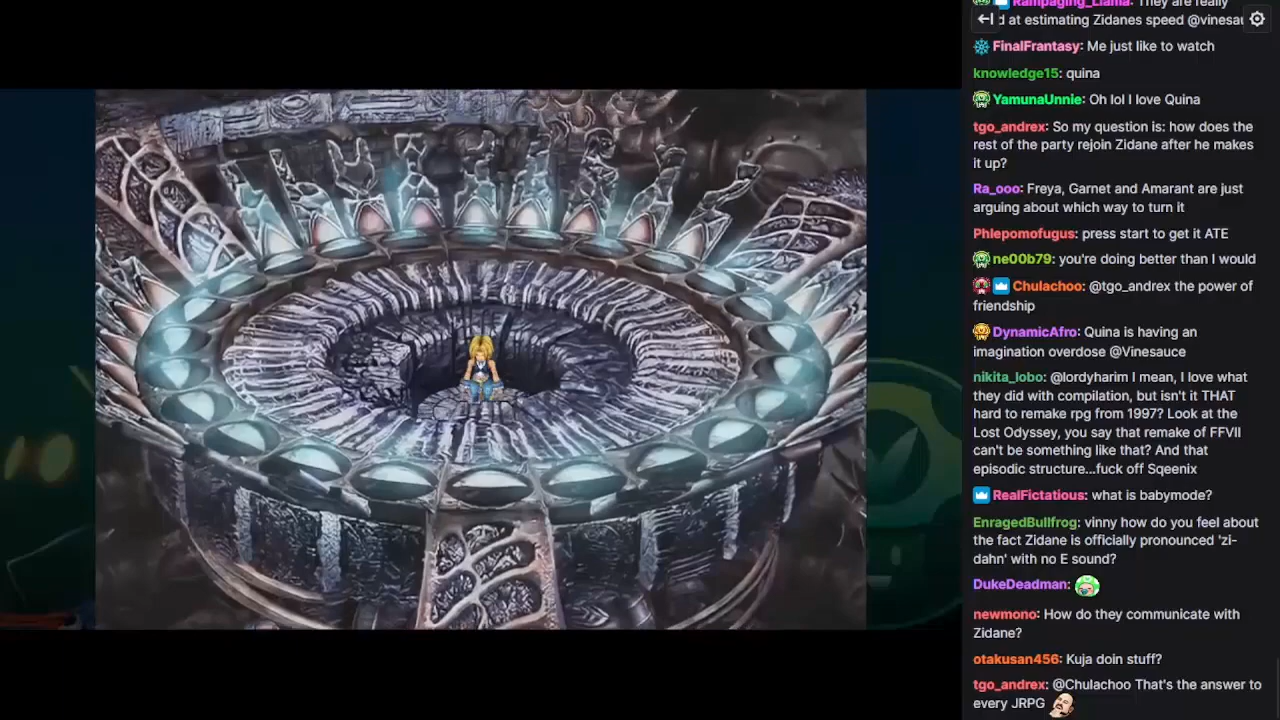 Rampaging_Llama: They are really
d at estimating Zidanes speed @vinesau
FinalFrantasy: Me just like to watch
knowledge15: quina
YamunaUnnie: Oh lol I love Quina
tgo_andrex: So my question is: how does the
rest of the party rejoin Zidane after he makes
it up?
Ra_ooo: Freya, Garnet and Amarant are just
arguing about which way to turn it
Phlepomofugus: press start to get it ATE
ne00b79: you're doing better than I would
Chulachoo: @tgo_andrex the power of
friendship
DynamicAfro: Quina is having an
imagination overdose @Vinesauce
nikita_lobo: @lordyharim I mean, I love what
they did with compilation, but isn't it THAT
hard to remake rpg from 1997? Look at the
Lost Odyssey, you say that remake of FFVII
can't be something like that? And that
episodic structure...fuck off Sqeenix
RealFictatious: what is babymode?
EnragedBullfrog: vinny how do you feel about
the fact Zidane is officially pronounced 'zi-
dahn' with no E sound?
DukeDeadman:
newmono: How do they communicate with
Zidane?
otakusan456: Kuja doin stuff?
tgo_andrex: @Chulachoo That's the answer to
every JRPG